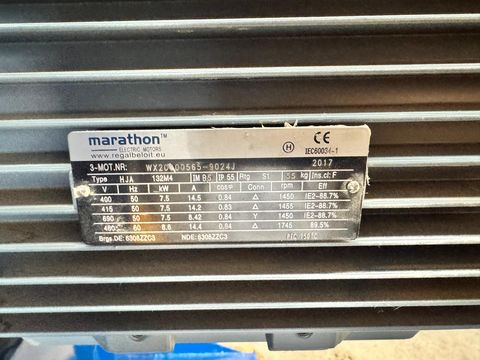 marathon™ CE
ELECTRIC MOTORS H
www.regalbeloit.eu IEC60034-1
3-MOT.NR: 2017
Type HJA 132M4 IM B5 IP 55 Rtg S1 55 kg Ins.cl: F
V Hz kW A cosφ Conn rpm Eff
400 50 7.5 14.5 0.84 Δ 1450 IE2-88.7%
415 50 7.5 14.2 0.83 Δ 1455 IE2-88.7%
690 50 7.5 8.42 0.84 Y 1450 IE2-88.7%
460 60 8.6 14.4 0.84 Δ 1745 89.5%
Brgs.DE: 6308ZZC3 NDE: 6308ZZC3